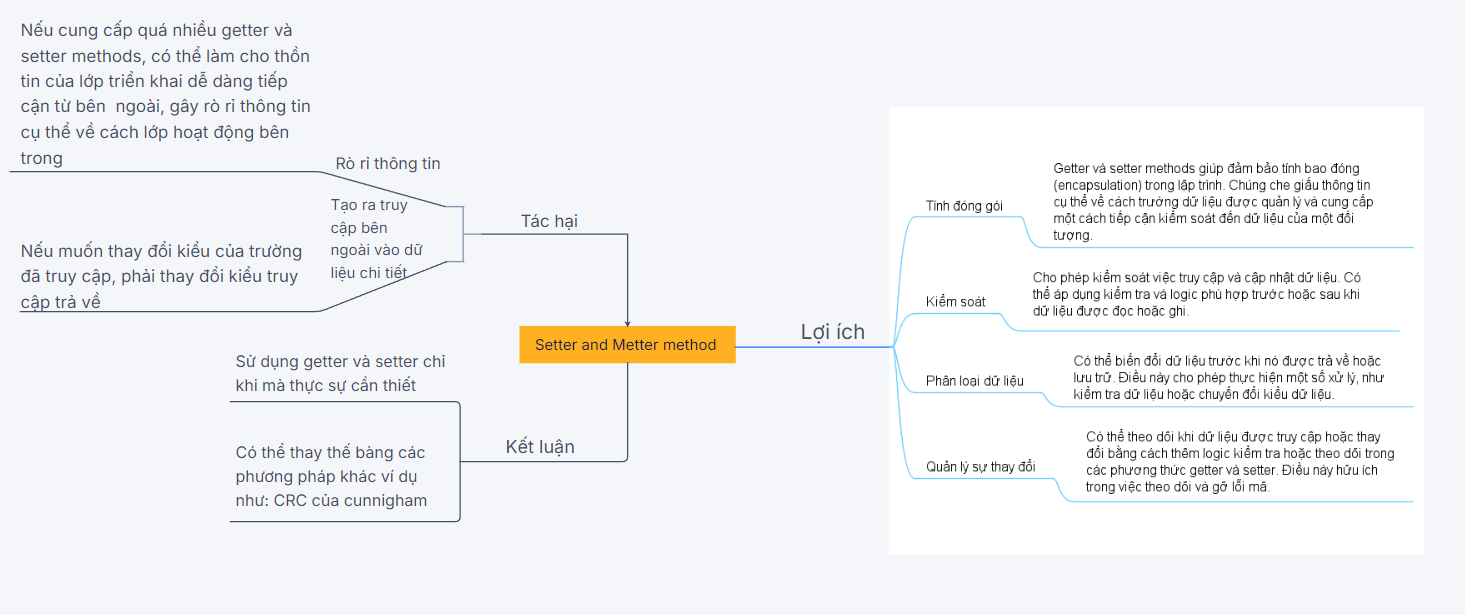 Nếu cung cấp quá nhiều getter và
setter methods, có thể làm cho thồn
tin của lớp triển khai dễ dàng tiếp
cận từ bên  ngoài, gây rò rỉ thông tin
cụ thể về cách lớp hoạt động bên
trong
Rò rỉ thông tin
Tạo ra truy
cập bên
ngoài vào dữ
liệu chi tiết
Nếu muốn thay đổi kiểu của trường
đã truy cập, phải thay đổi kiểu truy
cập trả về
Tác hại
Setter and Metter method
Sử dụng getter và setter chỉ
khi mà thực sự cần thiết
Có thể thay thế bàng các
phương pháp khác ví dụ
như: CRC của cunnigham
Kết luận
Lợi ích
Tính đóng gói
Getter và setter methods giúp đảm bảo tính bao đóng
(encapsulation) trong lập trình. Chúng che giấu thông tin
cụ thể về cách trường dữ liệu được quản lý và cung cấp
một cách tiếp cận kiểm soát đến dữ liệu của một đối
tượng.
Kiểm soát
Cho phép kiểm soát việc truy cập và cập nhật dữ liệu. Có
thể áp dụng kiểm tra và logic phù hợp trước hoặc sau khi
dữ liệu được đọc hoặc ghi.
Phân loại dữ liệu
Có thể biến đổi dữ liệu trước khi nó được trả về hoặc
lưu trữ. Điều này cho phép thực hiện một số xử lý, như
kiểm tra dữ liệu hoặc chuyển đổi kiểu dữ liệu.
Quản lý sự thay đổi
Có thể theo dõi khi dữ liệu được truy cập hoặc thay
đổi bằng cách thêm logic kiểm tra hoặc theo dõi trong
các phương thức getter và setter. Điều này hữu ích
trong việc theo dõi và gỡ lỗi mã.